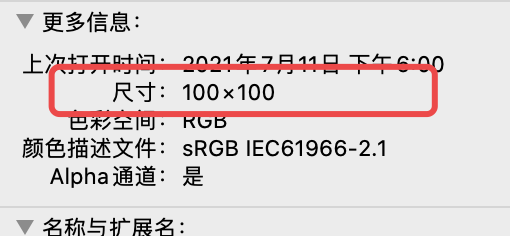 更多信息：
上次打开时间： 2021年7月11日 下午6:00
尺寸： 100×100
色彩空间： RGB
颜色描述文件： sRGB IEC61966-2.1
Alpha通道： 是
名称与扩展名：